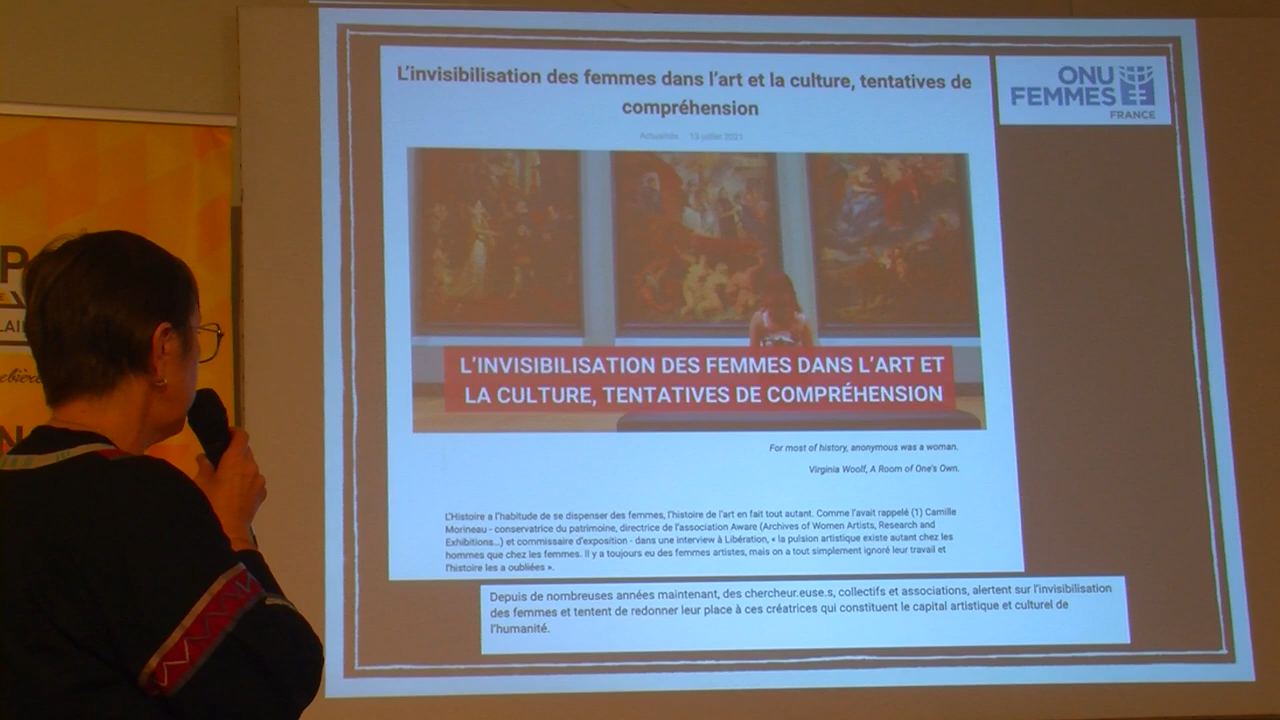 L'invisibilisation des femmes dans l'art et la culture, tentatives de
compréhension
Actualités 13 juillet 2021
ONU
FEMMES
FRANCE
L'INVISIBILISATION DES FEMMES DANS L'ART ET
LA CULTURE, TENTATIVES DE COMPRÉHENSION
For most of history, anonymous was a woman.
Virginia Woolf, A Room of One's Own.
L'Histoire a l'habitude de se dispenser des femmes, l'histoire de l'art en fait tout autant. Comme l'avait rappelé (1) Camille
Morineau - conservatrice du patrimoine, directrice de l'association Aware (Archives of Women Artists, Research and
Exhibitions...) et commissaire d'exposition - dans une interview à Libération, « la pulsion artistique existe autant chez les
hommes que chez les femmes. Il y a toujours eu des femmes artistes, mais on a tout simplement ignoré leur travail et
l'histoire les a oubliées ».
Depuis de nombreuses années maintenant, des chercheur.euse.s, collectifs et associations, alertent sur l'invisibilisation
des femmes et tentent de redonner leur place à ces créatrices qui constituent le capital artistique et culturel de
l'humanité.